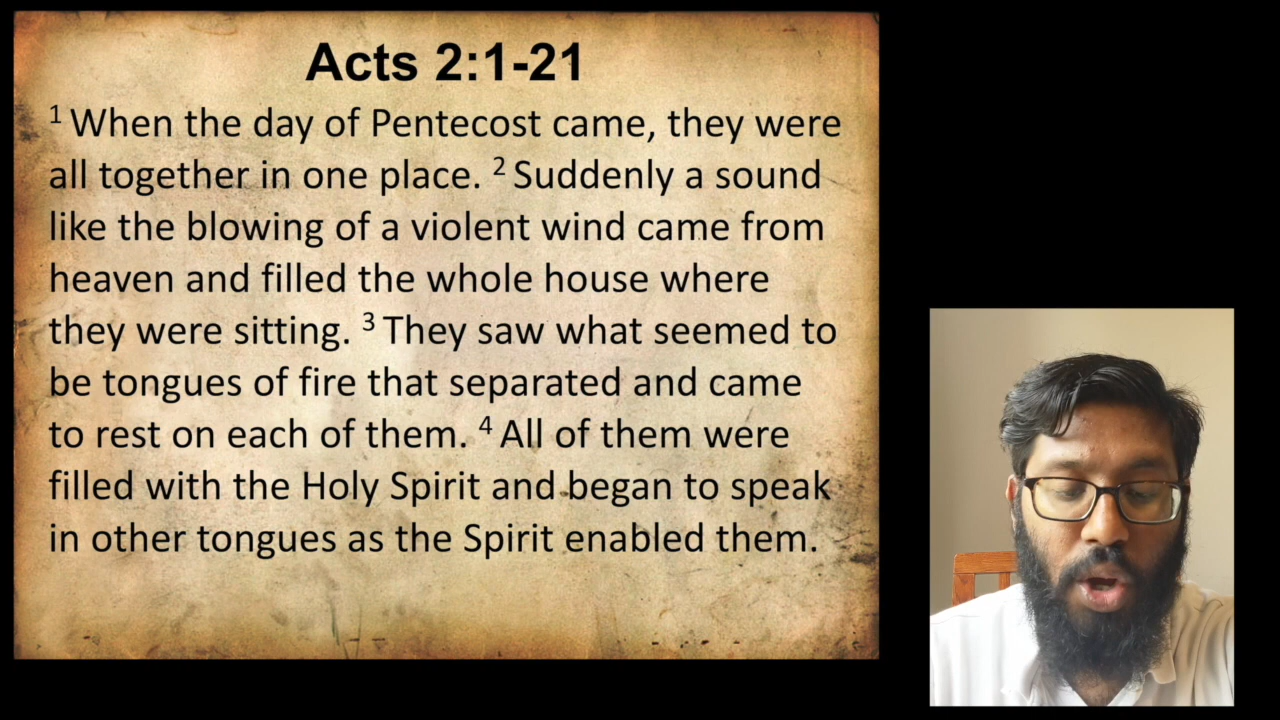 Acts 2:1-21
1 When the day of Pentecost came, they were
all together in one place. 2 Suddenly a sound
like the blowing of a violent wind came from
heaven and filled the whole house where
they were sitting. 3 They saw what seemed to
be tongues of fire that separated and came
to rest on each of them. 4 All of them were
filled with the Holy Spirit and began to speak
in other tongues as the Spirit enabled them.